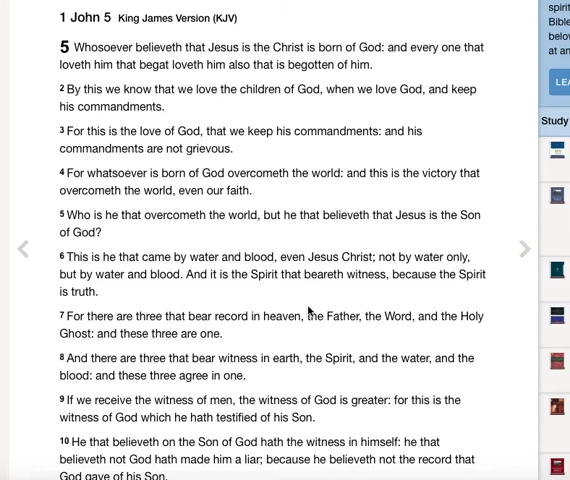 1 John 5 King James Version (KJV)
5 Whosoever believeth that Jesus is the Christ is born of God: and every one that
loveth him that begat loveth him also that is begotten of him.
2 By this we know that we love the children of God, when we love God, and keep
his commandments.
3 For this is the love of God, that we keep his commandments: and his
commandments are not grievous.
4 For whatsoever is born of God overcometh the world: and this is the victory that
overcometh the world, even our faith.
5 Who is he that overcometh the world, but he that believeth that Jesus is the Son
of God?
6 This is he that came by water and blood, even Jesus Christ; not by water only,
but by water and blood. And it is the Spirit that beareth witness, because the Spirit
is truth.
7 For there are three that bear record in heaven, the Father, the Word, and the Holy
Ghost: and these three are one.
8 And there are three that bear witness in earth, the Spirit, and the water, and the
blood: and these three agree in one.
9 If we receive the witness of men, the witness of God is greater: for this is the
witness of God which he hath testified of his Son.
10 He that believeth on the Son of God hath the witness in himself: he that
believeth not God hath made him a liar; because he believeth not the record that
God gave of his Son.
spirit
Bible
below
at an
LEA
Study